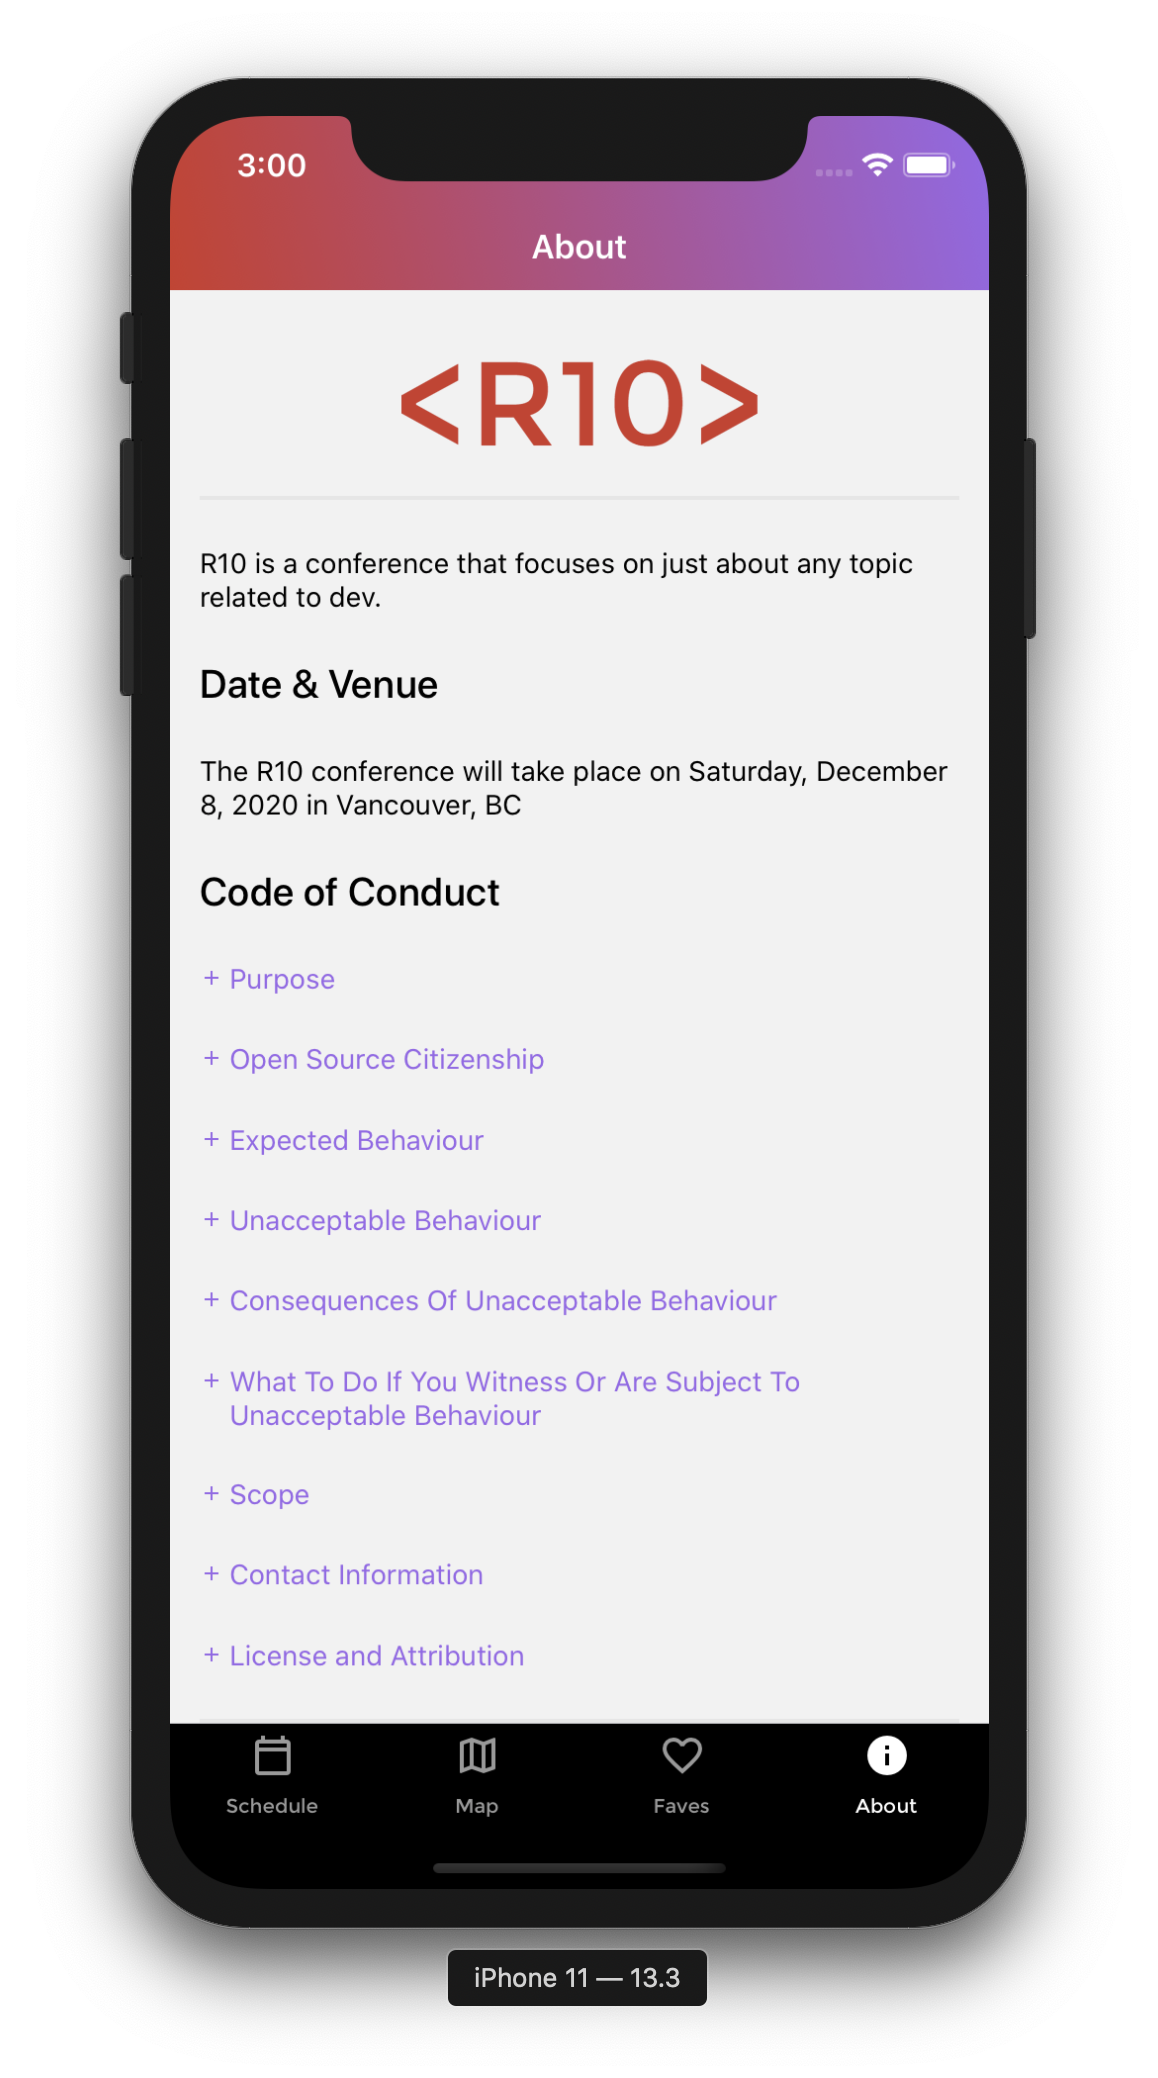 3:00
About
<R10>
R10 is a conference that focuses on just about any topic
related to dev.
Date & Venue
The R10 conference will take place on Saturday, December
8, 2020 in Vancouver, BC
Code of Conduct
+ Purpose
+ Open Source Citizenship
+ Expected Behaviour
+ Unacceptable Behaviour
+ Consequences Of Unacceptable Behaviour
+ What To Do If You Witness Or Are Subject To
Unacceptable Behaviour
+ Scope
+ Contact Information
+ License and Attribution
Schedule
Map
Faves
About
iPhone 11 — 13.3